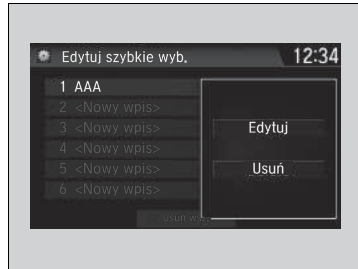 Edytuj szybkie wyb.
12:34
1 AAA
2 <Nowy wpis>
3 <Nowy wpis>
4 <Nowy wpis>
5 <Nowy wpis>
6 <Nowy wpis>
Edytuj
Usuń
Usuń